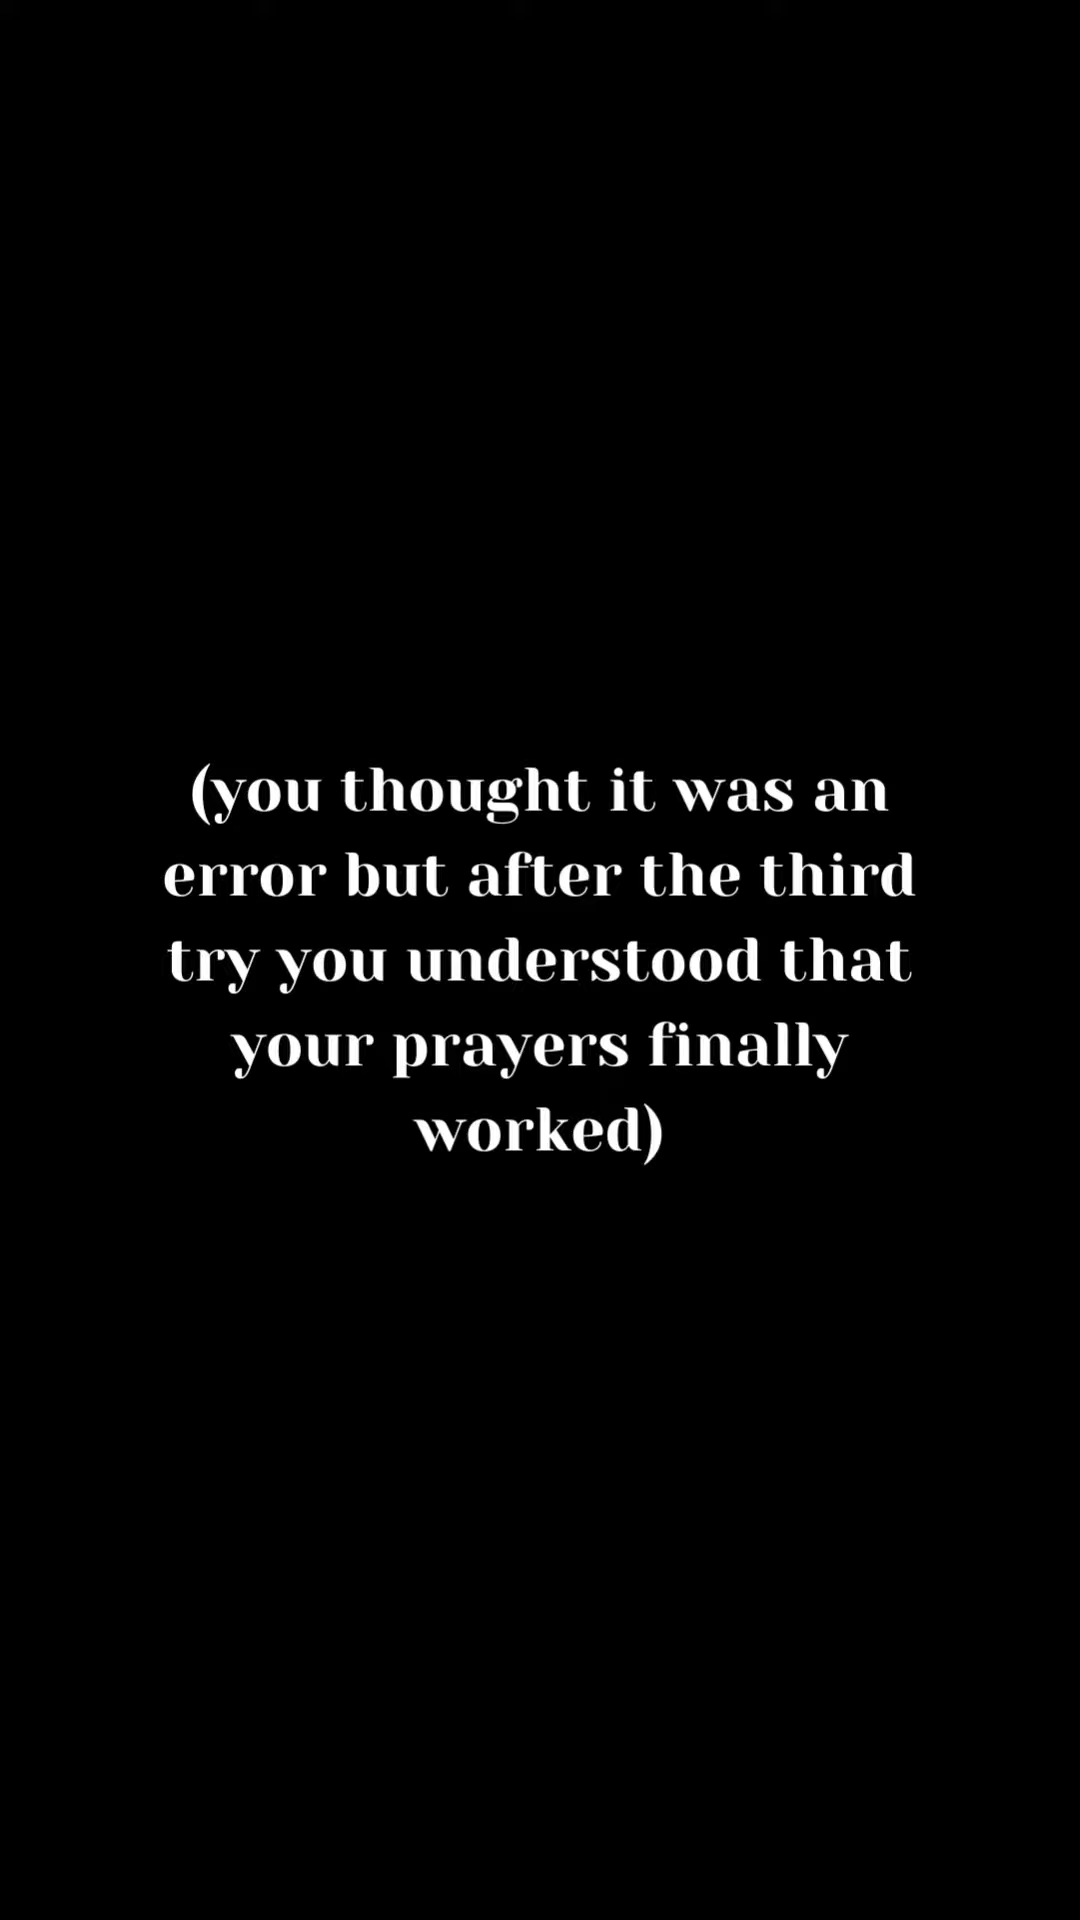 (you thought it was an
error but after the third
try you understood that
your prayers finally
worked)